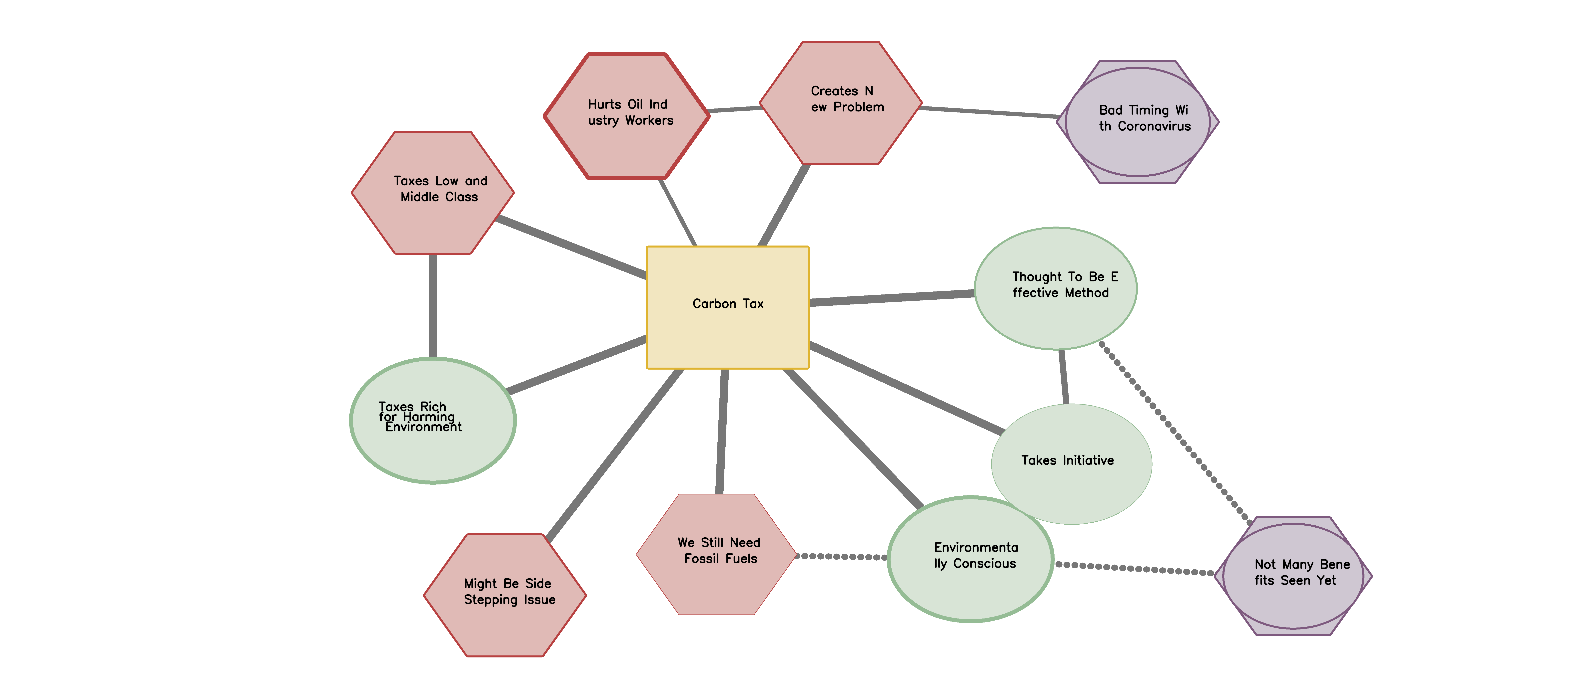 Creates N
ew Problem
Hurts Oil Ind
ustry Workers
Bad Timing Wi
th Coronavirus
Taxes Low and
Middle Class
Thought To Be E
ffective Method
Carbon Tax
Taxes Rich
for Harming
Environment
Takes Initiative
We Still Need
Fossil Fuels
Environmenta
lly Conscious
Not Many Bene
fits Seen Yet
Might Be Side
Stepping Issue